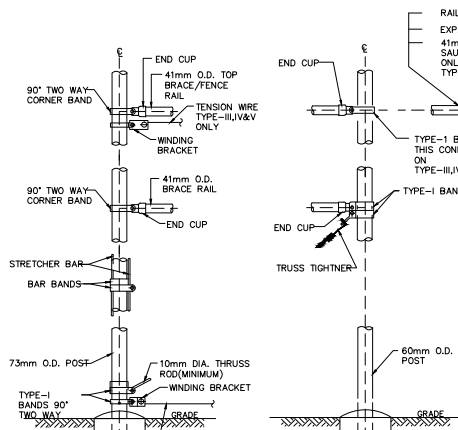 RAIL
EXP
41m
SAU
ONL
TYP
℄
℄
END CUP
41mm O.D. TOP
BRACE/FENCE
RAIL
90° TWO WAY
CORNER BAND
TENSION WIRE
TYPE-III,IV&V
ONLY
WINDING
BRACKET
END CUP
TYPE-1 B
THIS CONN
ON
TYPE-III,IV
90° TWO WAY
CORNER BAND
41mm O.D.
BRACE RAIL
END CUP
TYPE-I BAN
END CUP
TRUSS TIGHTNER
STRETCHER BAR
BAR BANDS
73mm O.D. POST
10mm DIA. THRUSS
ROD(MINIMUM)
WINDING BRACKET
TYPE-I
BANDS 90°
TWO WAY
GRADE
60mm O.D.
POST
GRADE